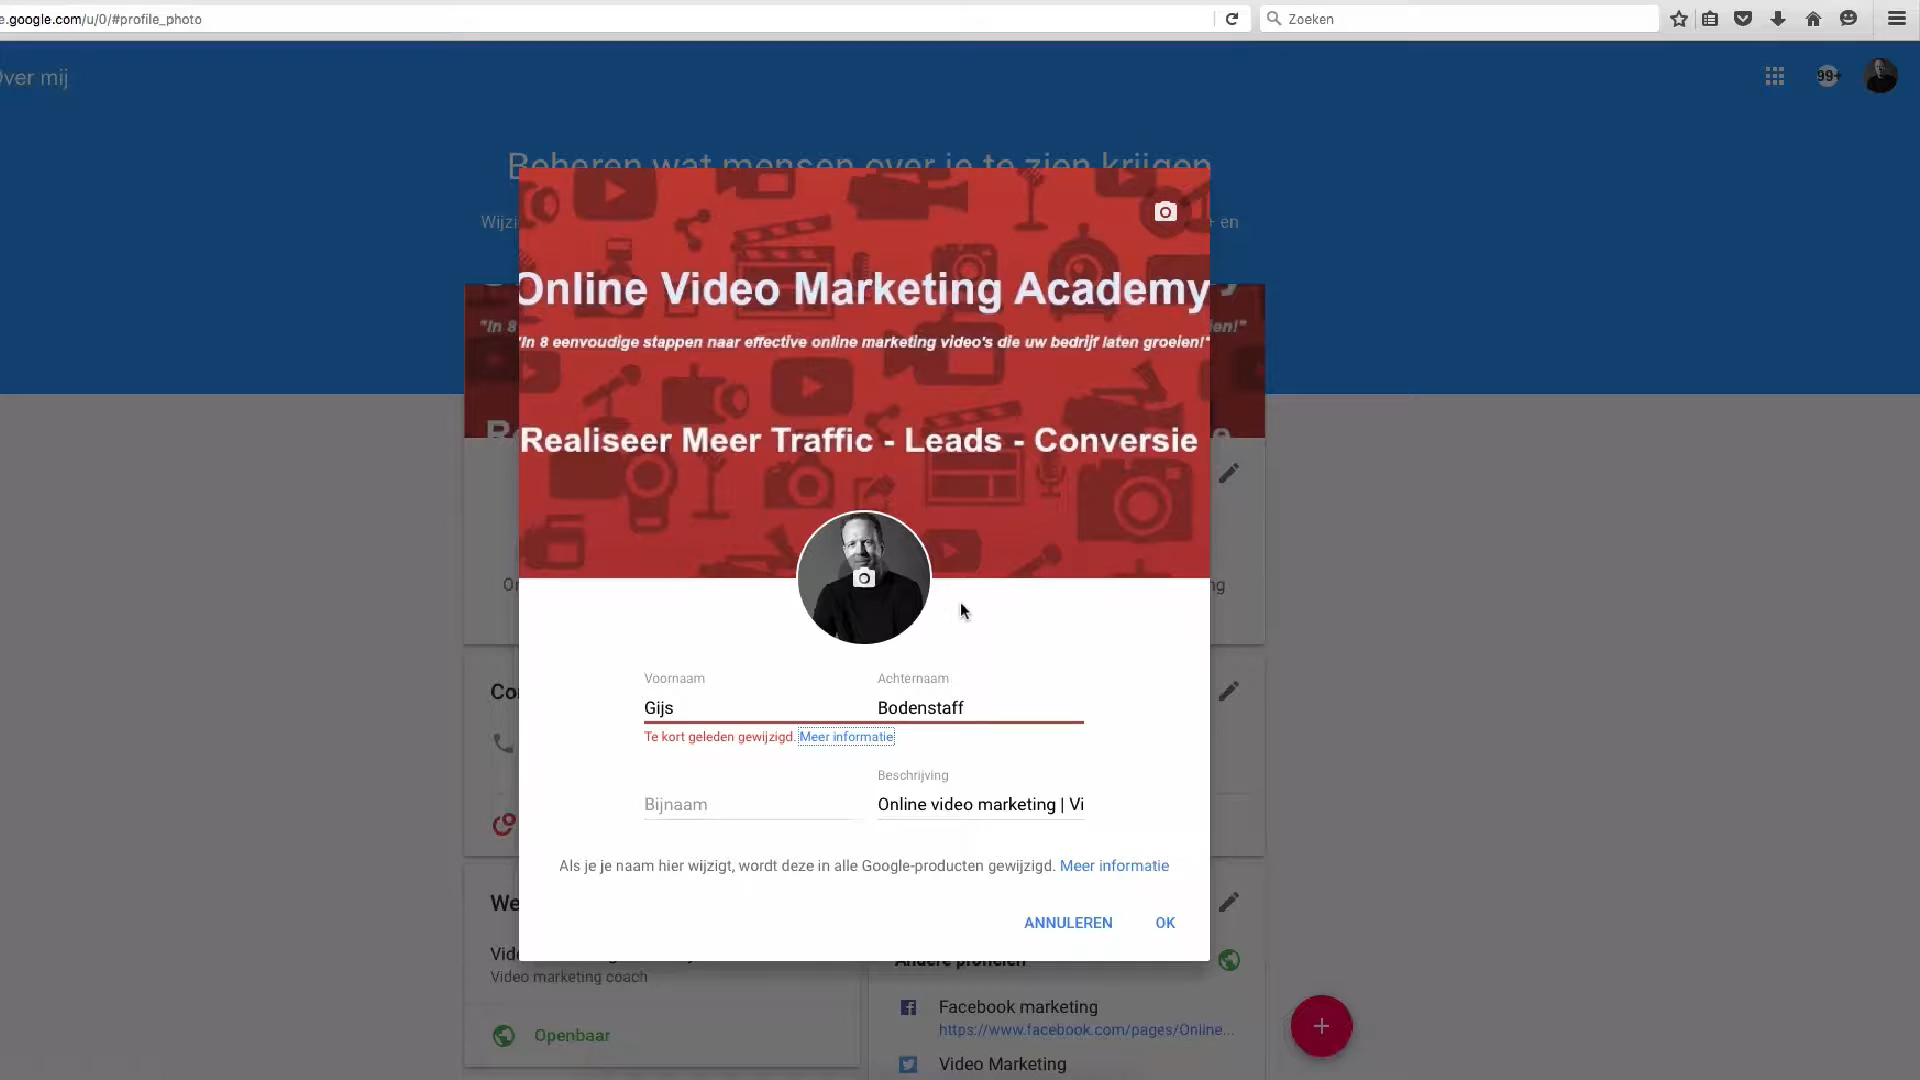 e.google.com/u/0/#profile_photo
Zoeken
Over mij
99+
Beheren wat mensen over je te zien krijgen
en
Online Video Marketing Academy
"In 8 eenvoudige stappen naar effective online marketing video's die uw bedrijf laten groeien!"
Realiseer Meer Traffic - Leads - Conversie
Voornaam
Achternaam
Gijs
Bodenstaff
Te kort geleden gewijzigd. Meer informatie
Beschrijving
Bijnaam
Online video marketing | Vi
Als je je naam hier wijzigt, wordt deze in alle Google-producten gewijzigd. Meer informatie
ANNULEREN
OK
Andere profielen
Video marketing coach
Facebook marketing
https://www.facebook.com/pages/Online...
Openbaar
Video Marketing